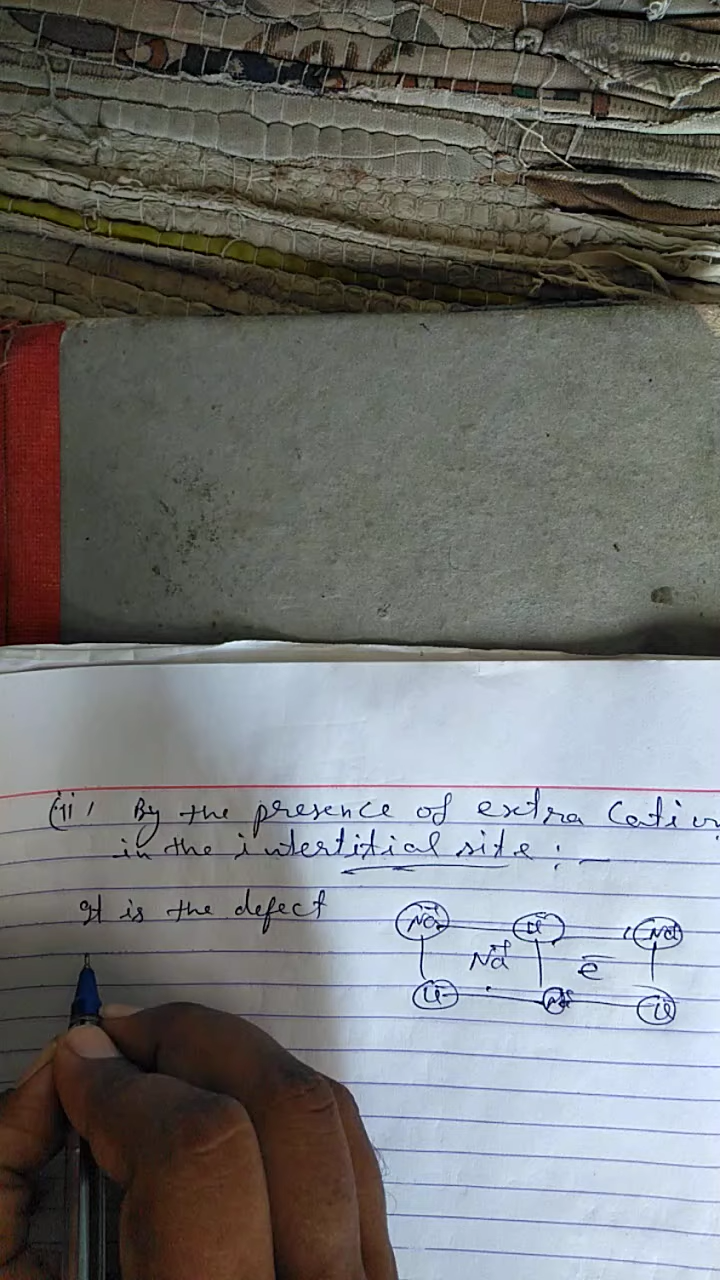 (ii) By the presence of extra Cation
in the intertitial site : –
It is the defect
Na+ Cl- Na+
Na+ e-
Cl- Na+ Cl-